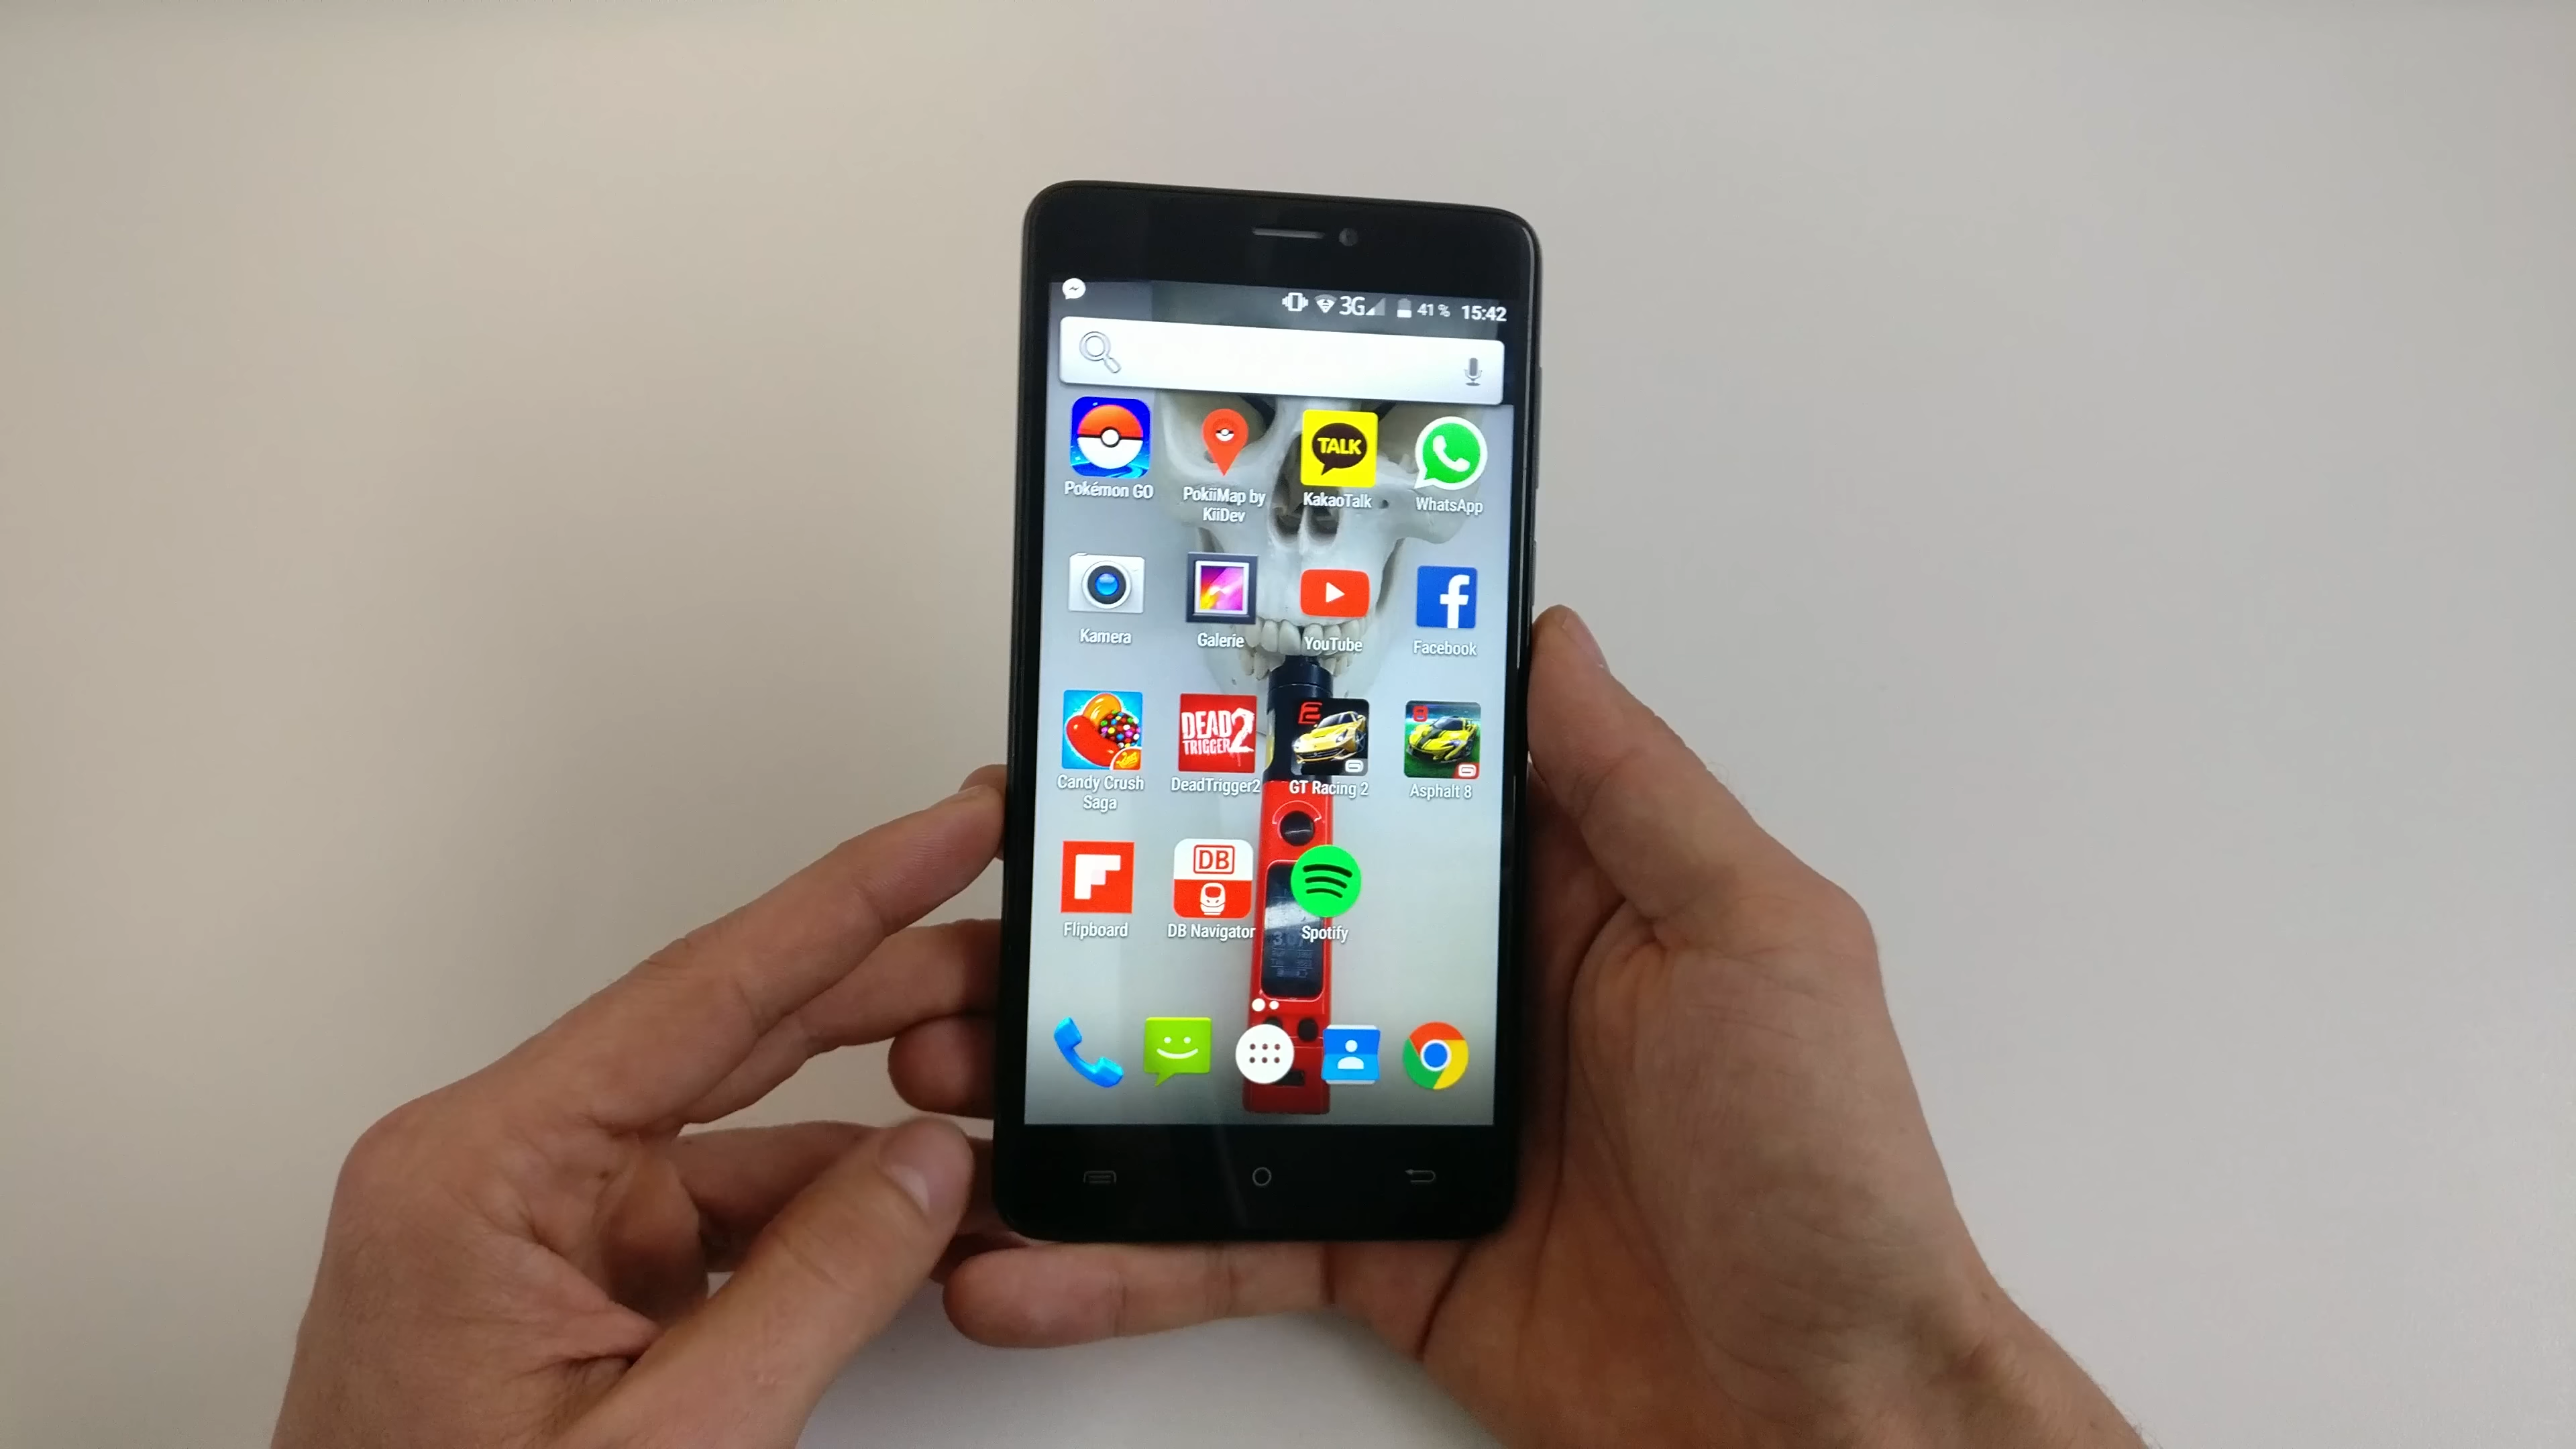 3G 41 % 15:42
Pokémon GO
PokiiMap by
KiiDev
TALK
KakaoTalk
WhatsApp
Kamera
Galerie
YouTube
f
Facebook
Candy Crush
Saga
DEAD
TRIGGER 2
DeadTrigger2
GT Racing 2
Asphalt 8
Flipboard
DB
DB Navigator
Spotify